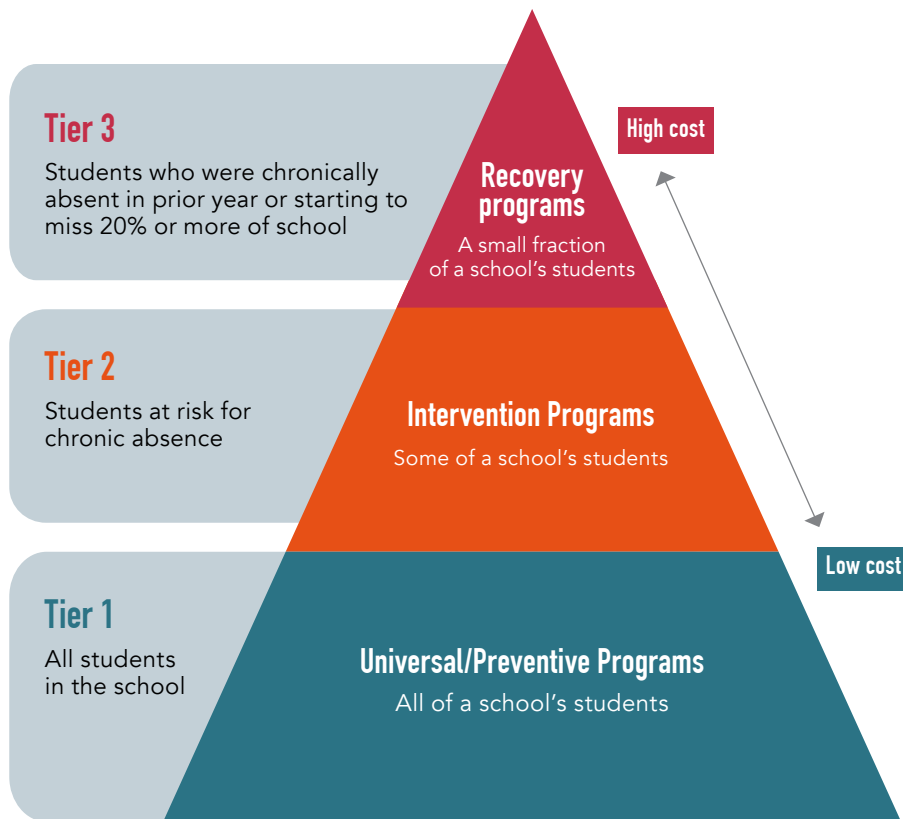 Tier 3
Students who were chronically
absent in prior year or starting to
miss 20% or more of school
Recovery
programs
A small fraction
of a school's students
High cost
Tier 2
Students at risk for
chronic absence
Intervention Programs
Some of a school's students
Low cost
Tier 1
All students
in the school
Universal/Preventive Programs
All of a school's students